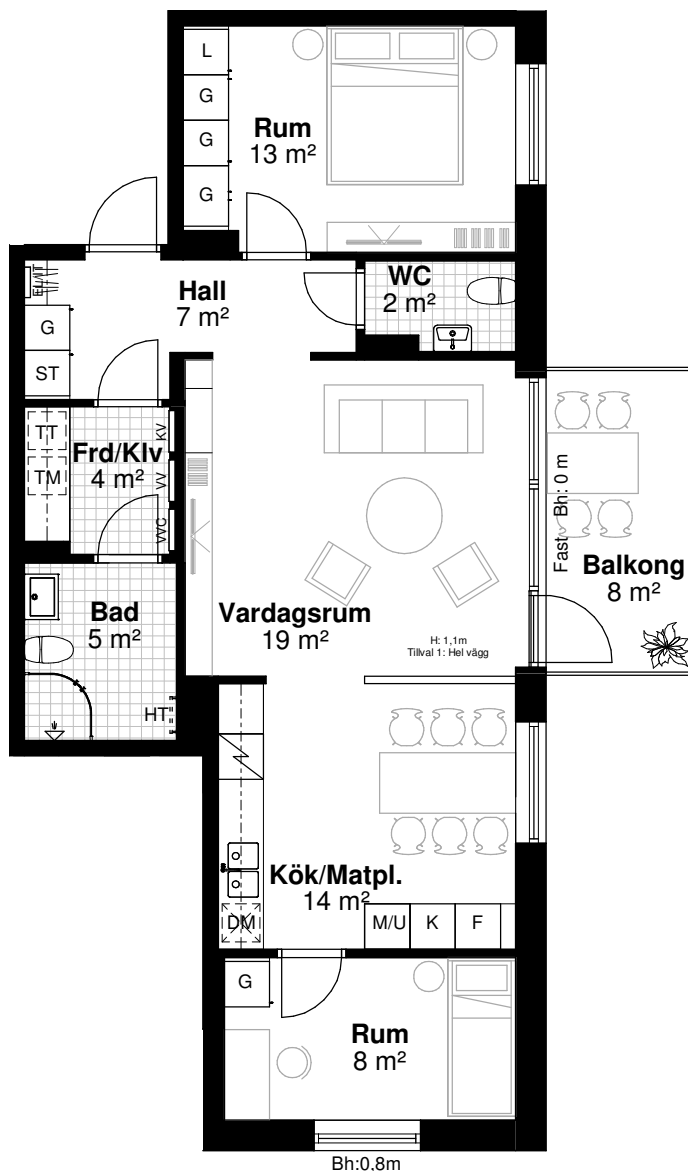 L
G
G
G
Rum
13 m²
WC
2 m²
Hall
7 m²
EL/IT
G
ST
TT
TM
Frd/Klv
4 m²
KV
VV
VVC
Fast Bh: 0 m
Balkong
8 m²
Bad
5 m²
HT
Vardagsrum
19 m²
H: 1,1m
Tillval 1: Hel vägg
Kök/Matpl.
14 m²
DM
M/U
K
F
G
Rum
8 m²
Bh:0,8m